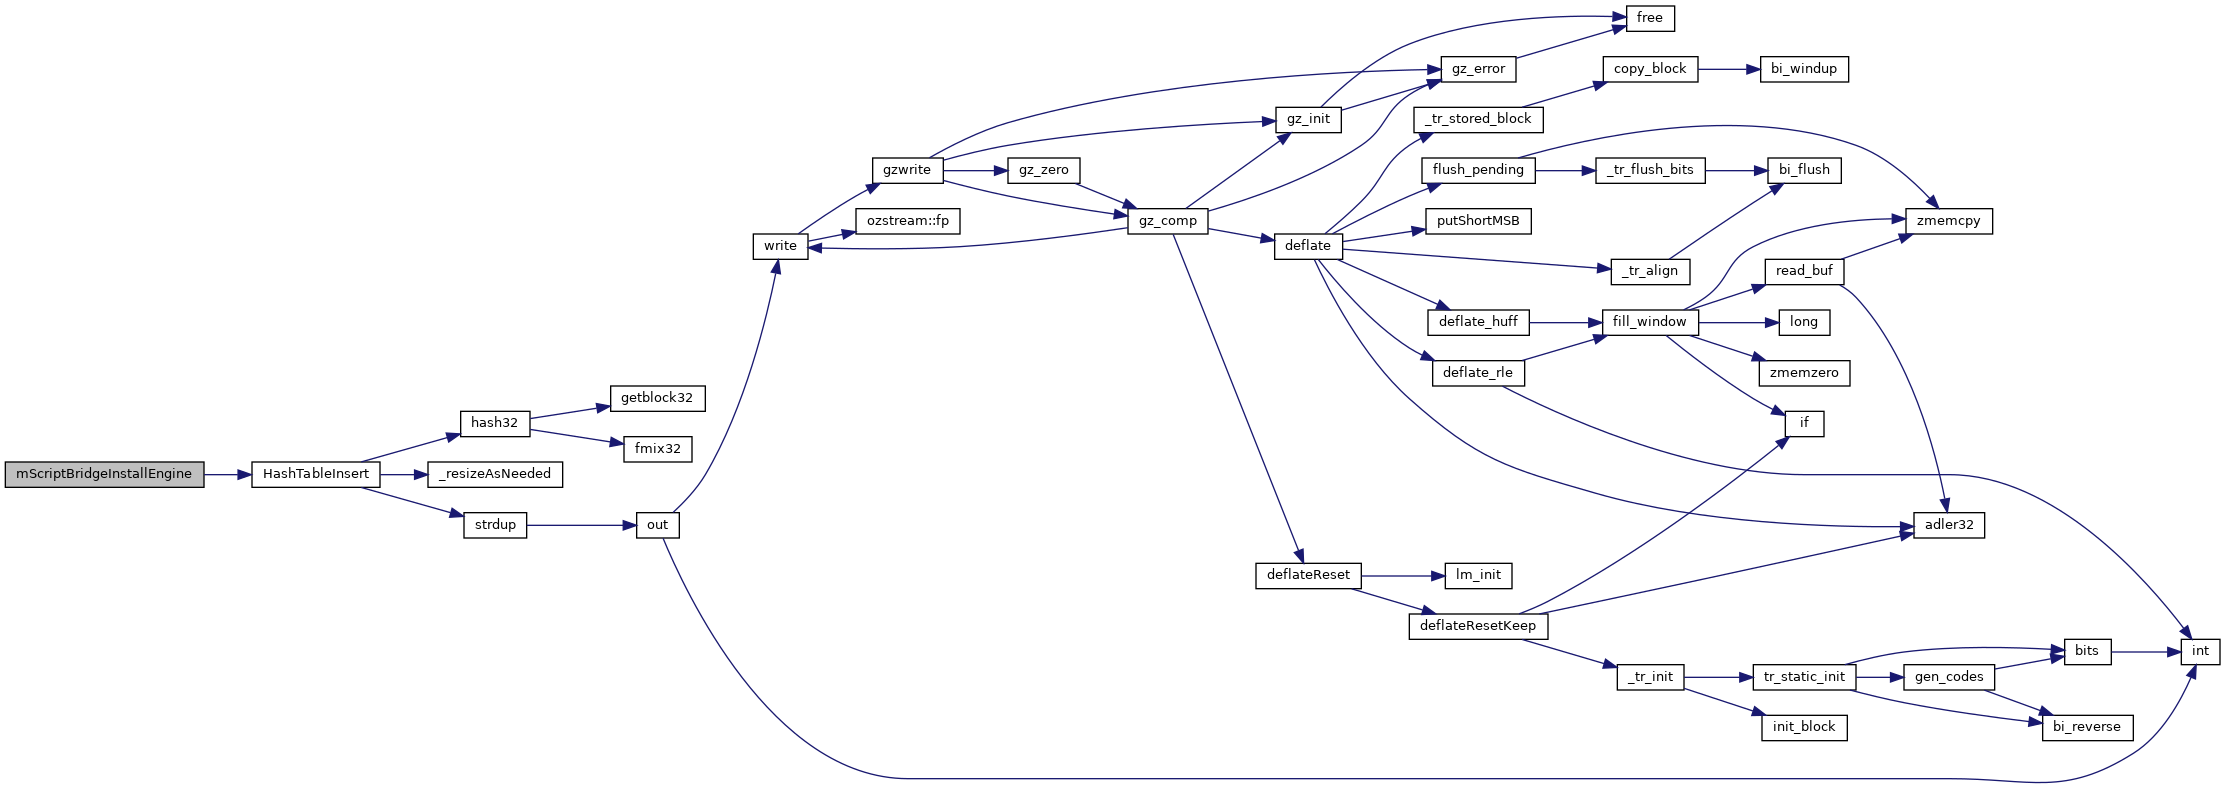 free
gz_error
copy_block
bi_windup
gz_init
_tr_stored_block
gzwrite
gz_zero
flush_pending
_tr_flush_bits
bi_flush
ozstream::fp
gz_comp
putShortMSB
zmemcpy
write
deflate
_tr_align
read_buf
deflate_huff
fill_window
long
deflate_rle
zmemzero
getblock32
hash32
if
fmix32
mScriptBridgeInstallEngine
HashTableInsert
_resizeAsNeeded
strdup
out
adler32
deflateReset
lm_init
deflateResetKeep
bits
int
_tr_init
tr_static_init
gen_codes
init_block
bi_reverse